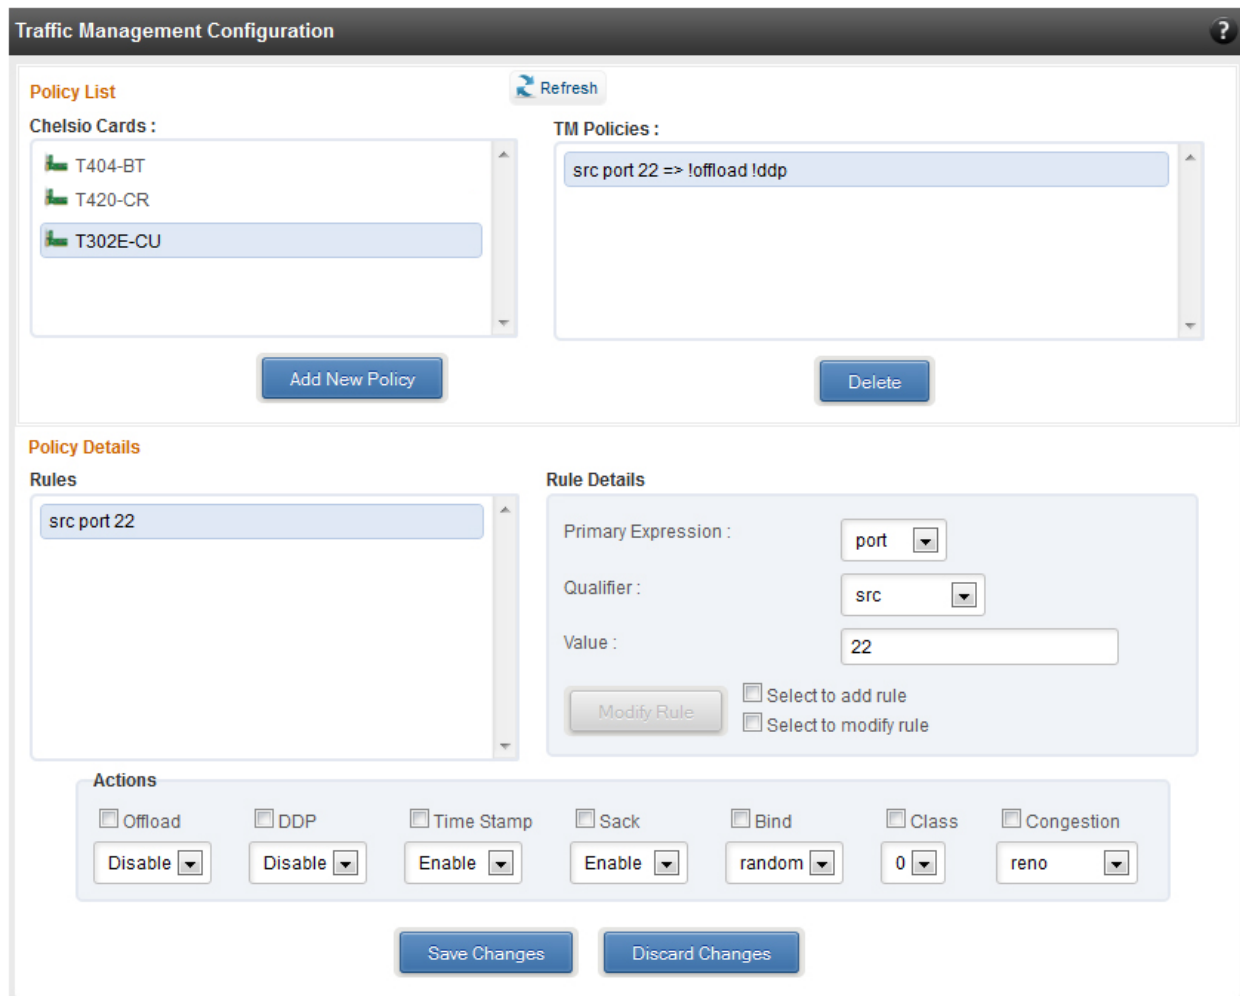 Traffic Management Configuration
?
Policy List
Refresh
Chelsio Cards :
T404-BT
T420-CR
T302E-CU
Add New Policy
TM Policies :
src port 22 => !offload !ddp
Delete
Policy Details
Rules
src port 22
Rule Details
Primary Expression : port
Qualifier : src
Value : 22
Modify Rule
Select to add rule
Select to modify rule
Actions
Offload DDP Time Stamp Sack Bind Class Congestion
Disable Disable Enable Enable random 0 reno
Save Changes Discard Changes